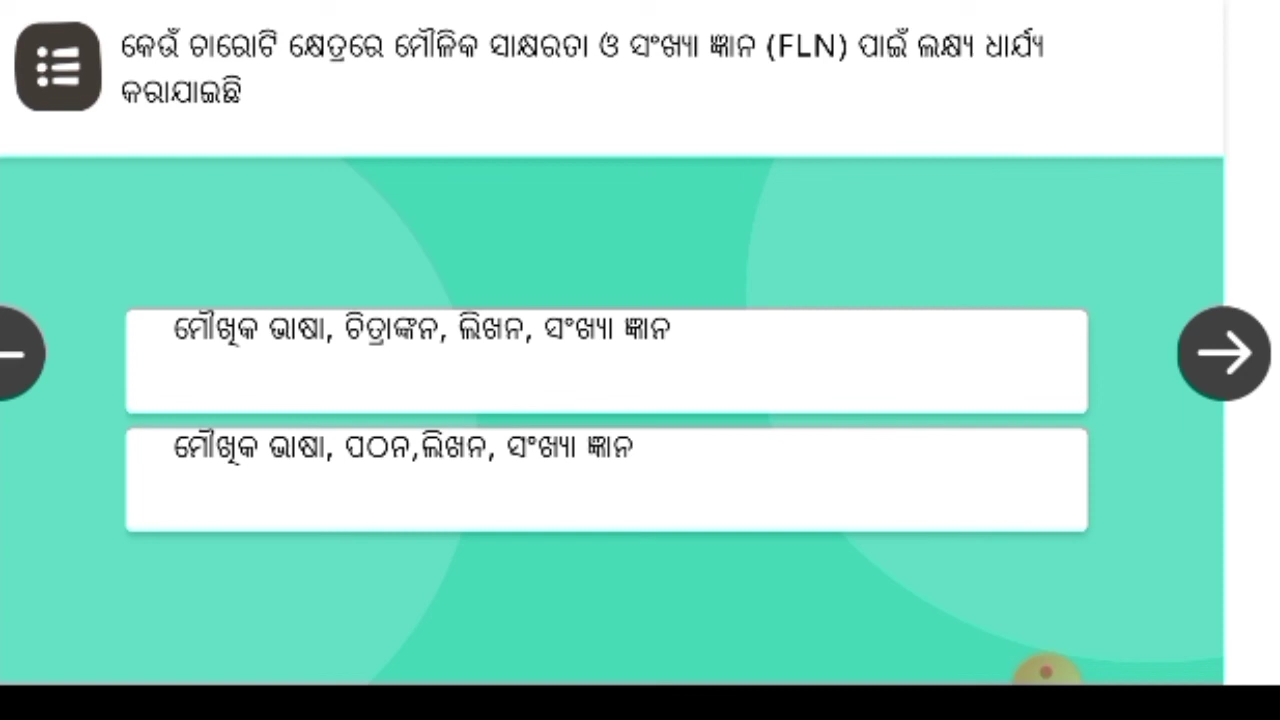 କେଉଁ ଚାରୋଟି କ୍ଷେତ୍ରରେ ମୌଳିକ ସାକ୍ଷରତା ଓ ସଂଖ୍ୟା ଜ୍ଞାନ (FLN) ପାଇଁ ଲକ୍ଷ୍ୟ ଧାର୍ଯ୍ୟ
କରାଯାଇଛି
ମୌଖିକ ଭାଷା, ଚିତ୍ରାଙ୍କନ, ଲିଖନ, ସଂଖ୍ୟା ଜ୍ଞାନ
ମୌଖିକ ଭାଷା, ପଠନ,ଲିଖନ, ସଂଖ୍ୟା ଜ୍ଞାନ